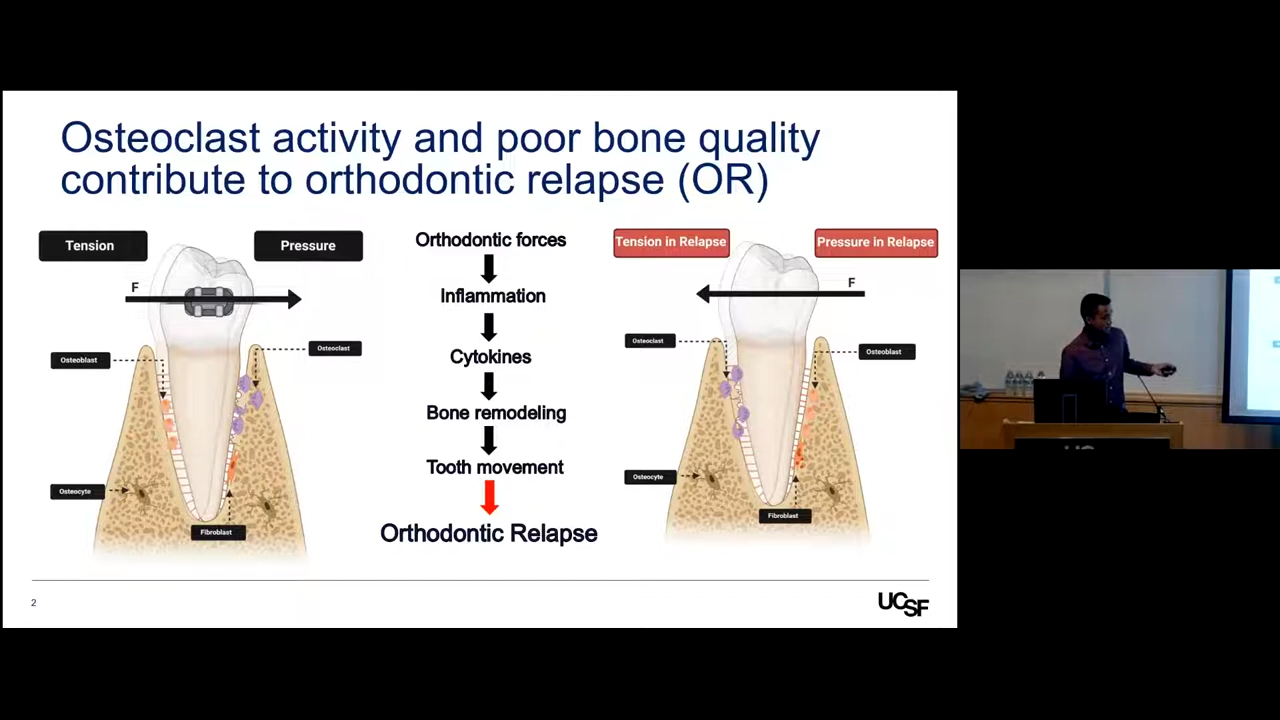 Osteoclast activity and poor bone quality
contribute to orthodontic relapse (OR)
Tension
Pressure
F
Osteoblast
Osteoclast
Osteocyte
Fibroblast
Orthodontic forces
Inflammation
Cytokines
Bone remodeling
Tooth movement
Orthodontic Relapse
Tension in Relapse
Pressure in Relapse
F
Osteoclast
Osteoblast
Osteocyte
Fibroblast
2
UCSF